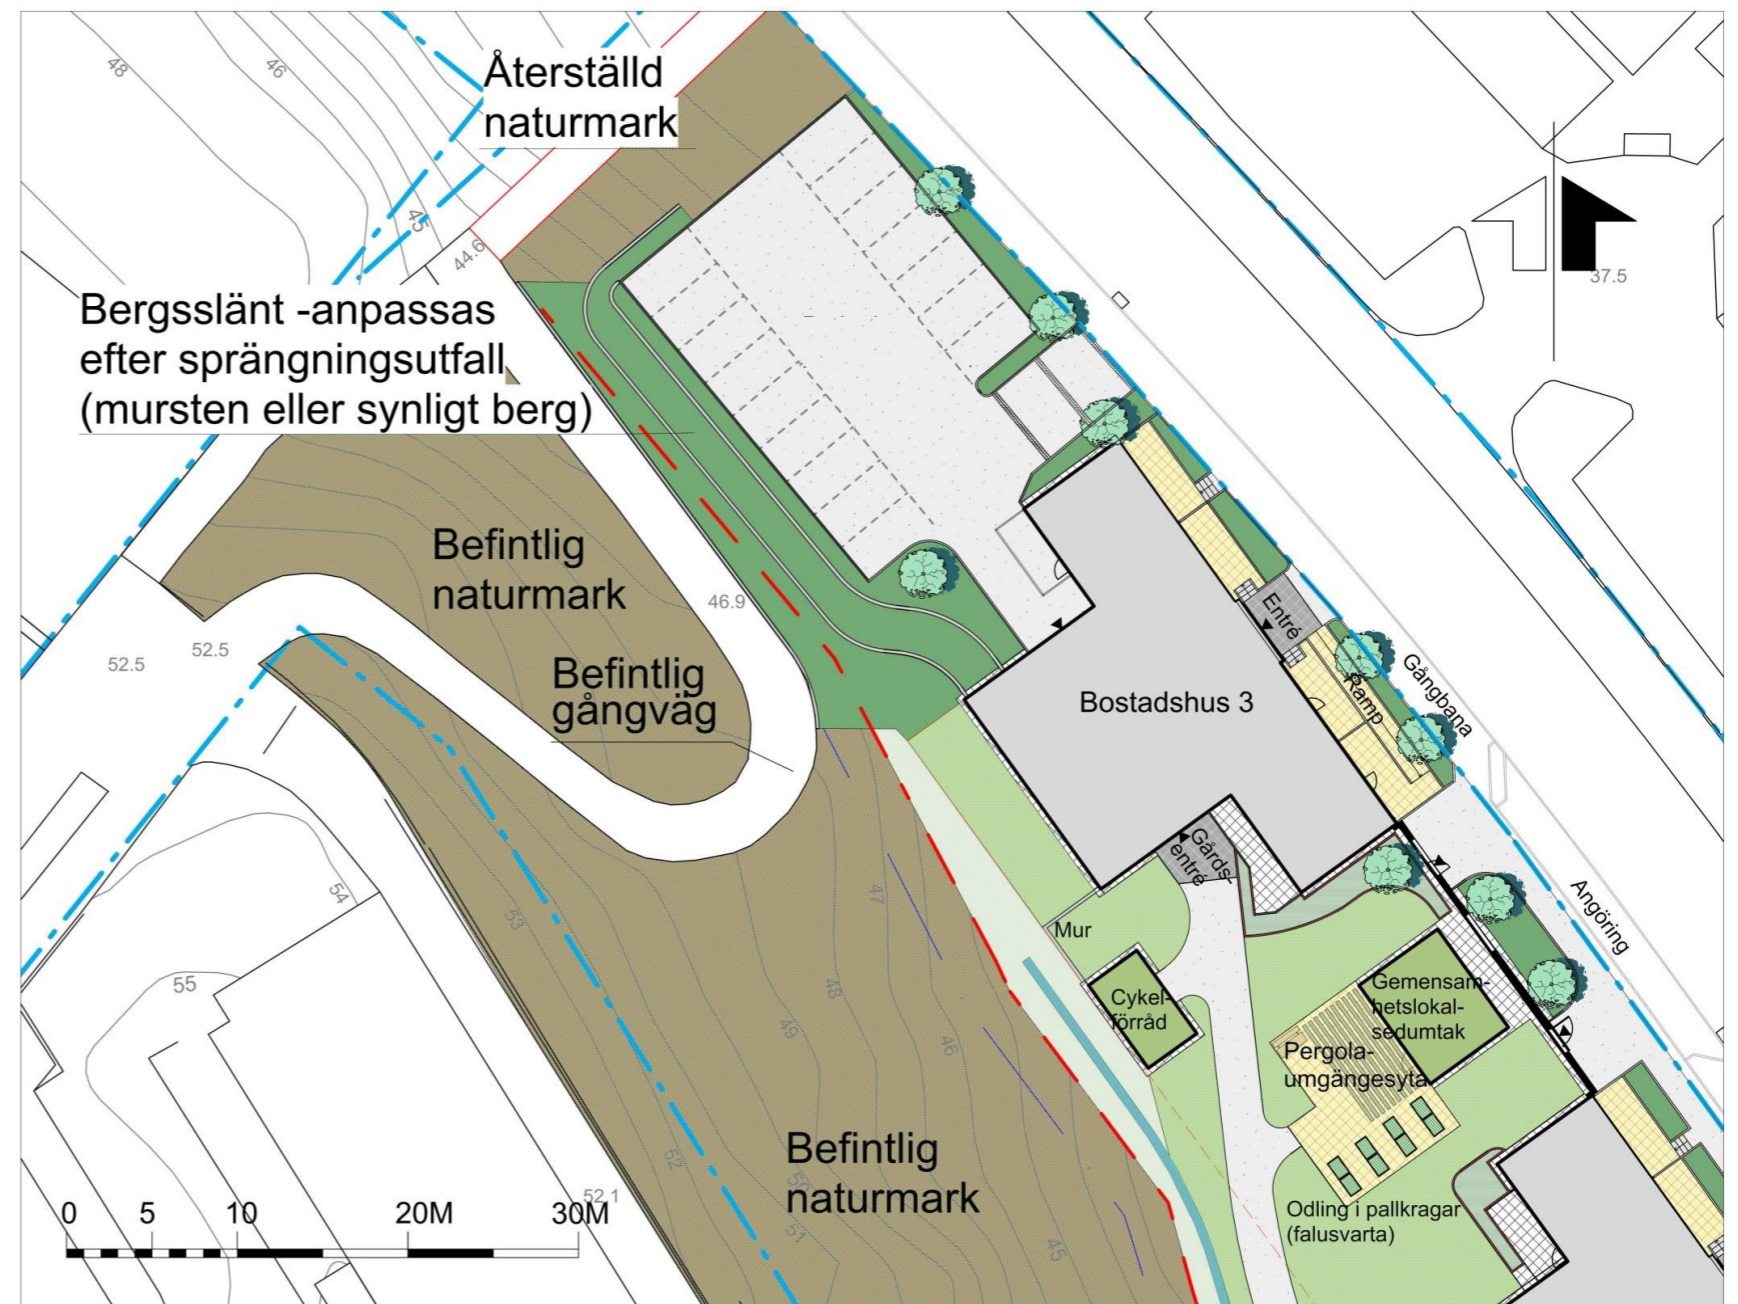 48
46
Återställd
naturmark
45
44.6
37.5
Bergsslänt -anpassas
efter sprängningsutfall
(mursten eller synligt berg)
Befintlig
naturmark
46.9
52.5
52.5
Entré
Befintlig
gångväg
Bostadshus 3
Ramp
Gångbana
Gårds-
entré
54
53
47
Angöring
Mur
55
48
Cykel-
förråd
Gemensam-
hetslokal-
sedumtak
49
46
Pergola-
umgängesyta
Befintlig
naturmark
52
50
52.1
51
45
Odling i pallkragar
(falusvarta)
0 5 10 20M 30M